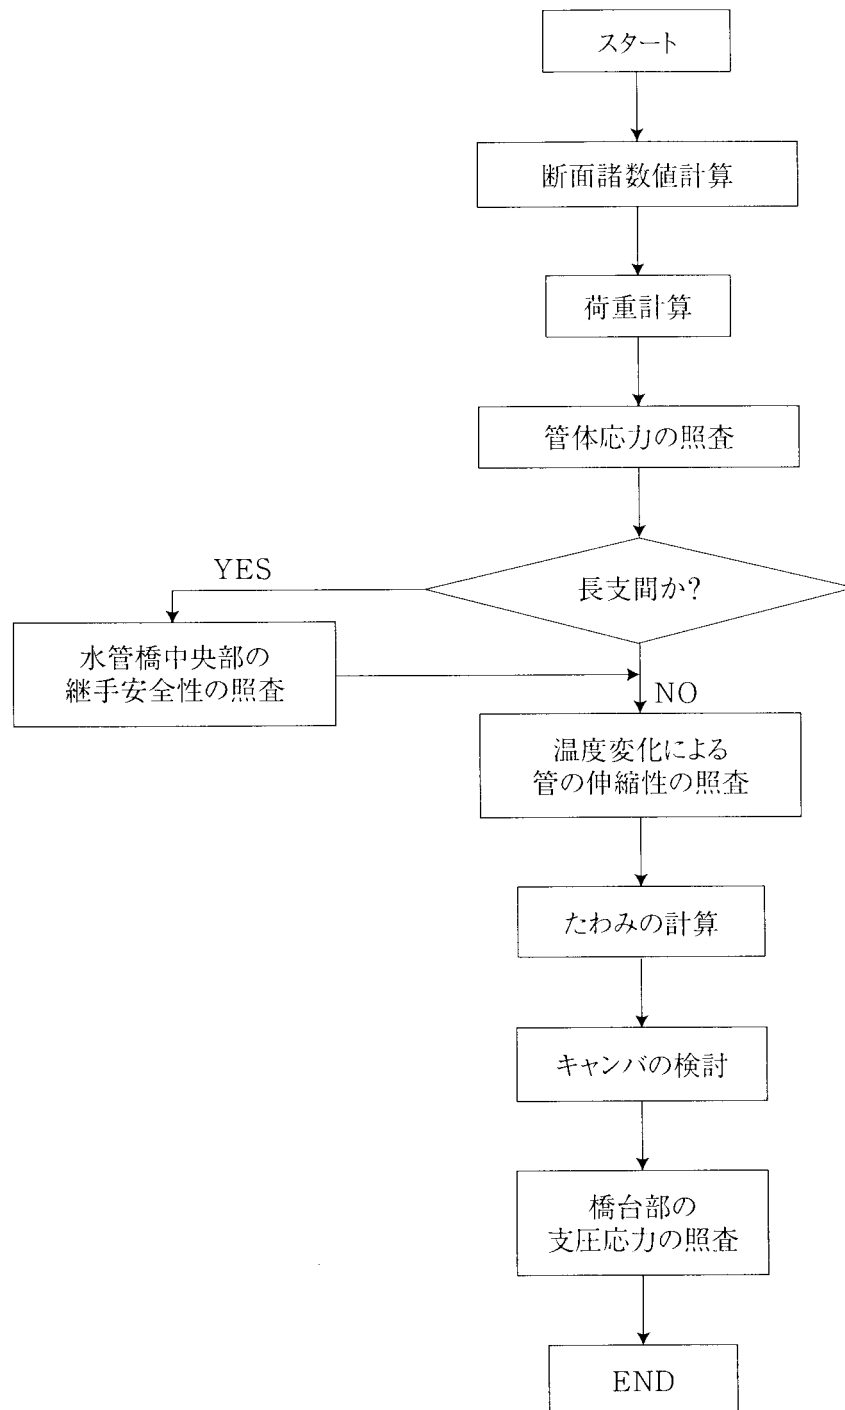 スタート
断面諸数値計算
荷重計算
管体応力の照査
長支間か?
YES
水管橋中央部の
継手安全性の照査
NO
温度変化による
管の伸縮性の照査
たわみの計算
キャンバの検討
橋台部の
支圧応力の照査
END